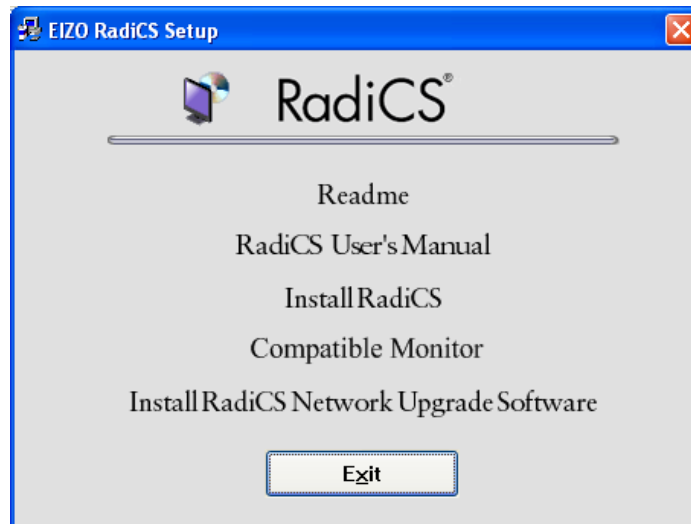 EIZO RadiCS Setup
RadiCS®
Readme
RadiCS User's Manual
Install RadiCS
Compatible Monitor
Install RadiCS Network Upgrade Software
Exit